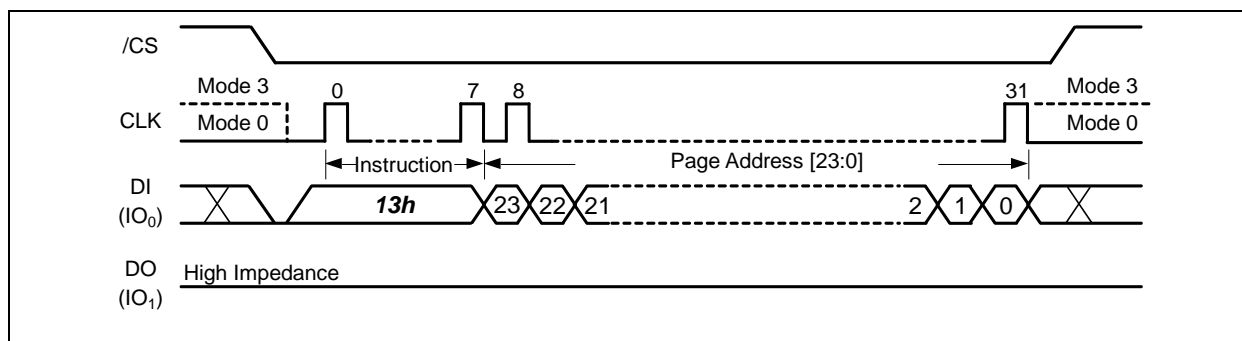 /CS
Mode 3 0 7 8 31 Mode 3
CLK
Mode 0 Mode 0
Instruction Page Address [23:0]
DI
(IO0) 13h 23 22 21 2 1 0
DO High Impedance
(IO1)